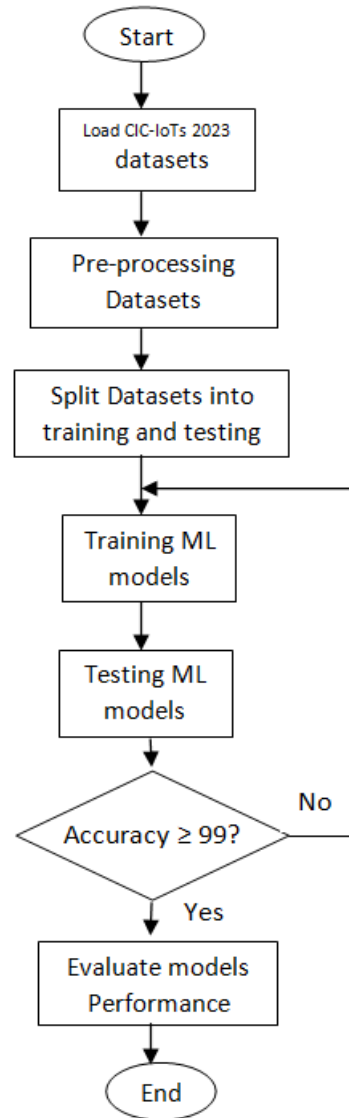 Start
Load CIC-IoTs 2023
datasets
Pre-processing
Datasets
Split Datasets into
training and testing
Training ML
models
Testing ML
models
Accuracy ≥ 99?
No
Yes
Evaluate models
Performance
End